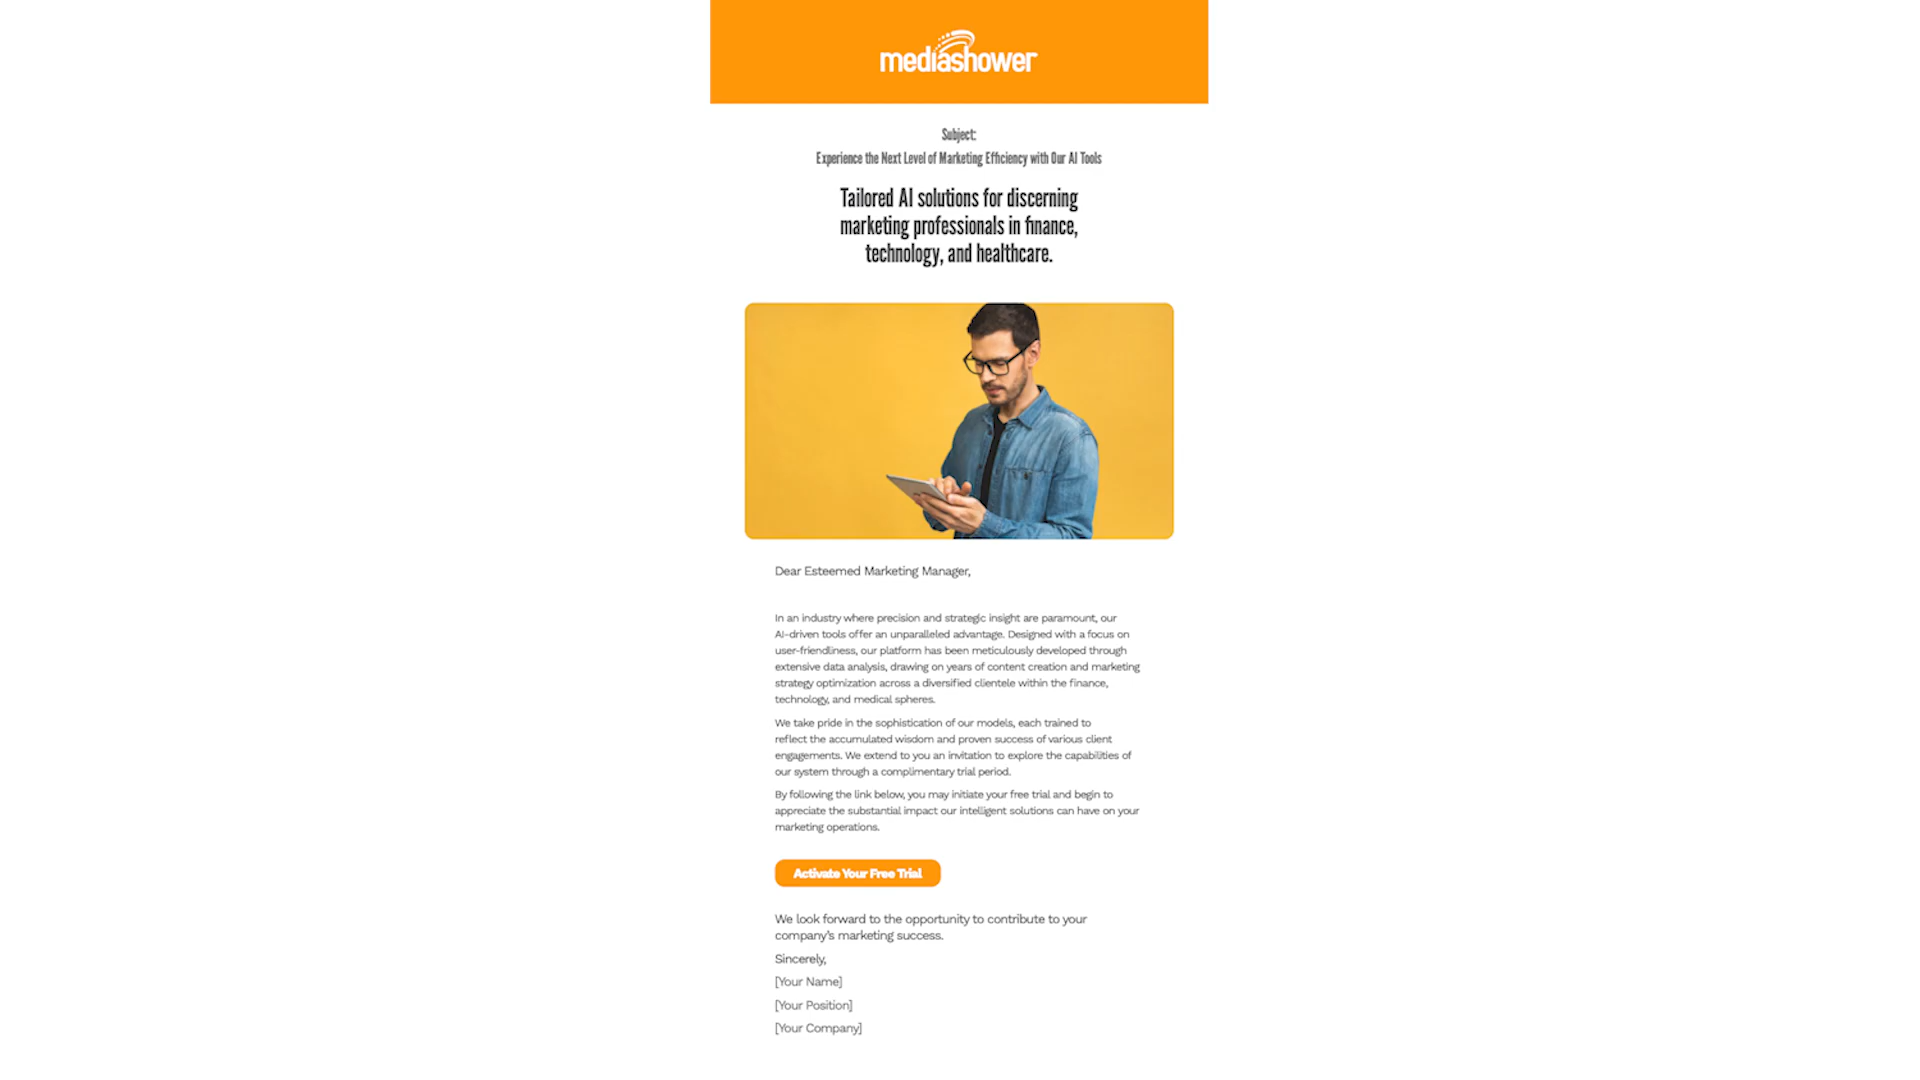 mediashower
Subject:
Experience the Next Level of Marketing Efficiency with Our AI Tools
Tailored AI solutions for discerning
marketing professionals in finance,
technology, and healthcare.
Dear Esteemed Marketing Manager,
In an industry where precision and strategic insight are paramount, our
AI-driven tools offer an unparalleled advantage. Designed with a focus on
user-friendliness, our platform has been meticulously developed through
extensive data analysis, drawing on years of content creation and marketing
strategy optimization across a diversified clientele within the finance,
technology, and medical spheres.
We take pride in the sophistication of our models, each trained to
reflect the accumulated wisdom and proven success of various client
engagements. We extend to you an invitation to explore the capabilities of
our system through a complimentary trial period.
By following the link below, you may initiate your free trial and begin to
appreciate the substantial impact our intelligent solutions can have on your
marketing operations.
Activate Your Free Trial
We look forward to the opportunity to contribute to your
company's marketing success.
Sincerely,
[Your Name]
[Your Position]
[Your Company]